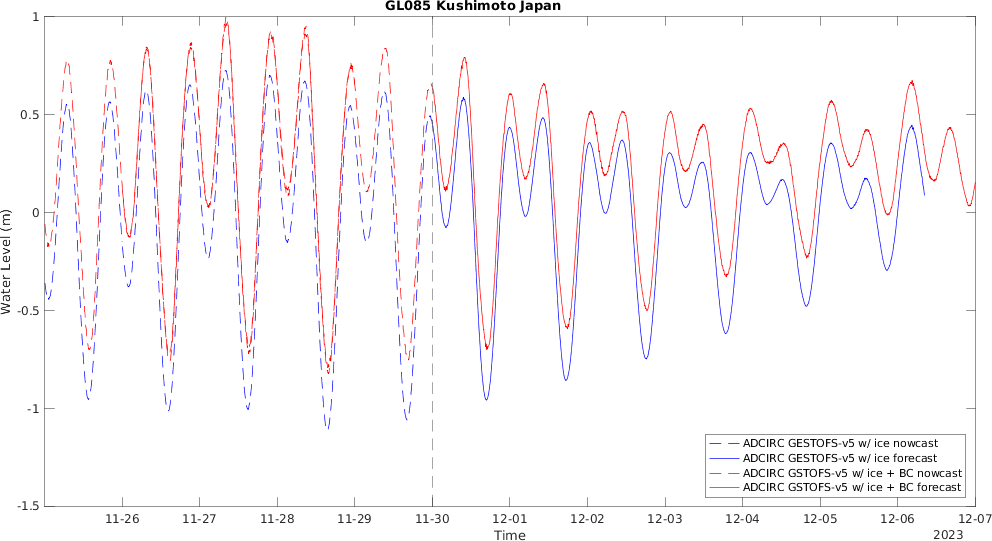 GL085 Kushimoto Japan
1
0.5
0
-0.5
-1
-1.5
Water Level (m)
ADCIRC GESTOFS-v5 w/ ice nowcast
ADCIRC GESTOFS-v5 w/ ice forecast
ADCIRC GSTOFS-v5 w/ ice + BC nowcast
ADCIRC GSTOFS-v5 w/ ice + BC forecast
11-26 11-27 11-28 11-29 11-30 12-01 12-02 12-03 12-04 12-05 12-06 12-07
Time
2023